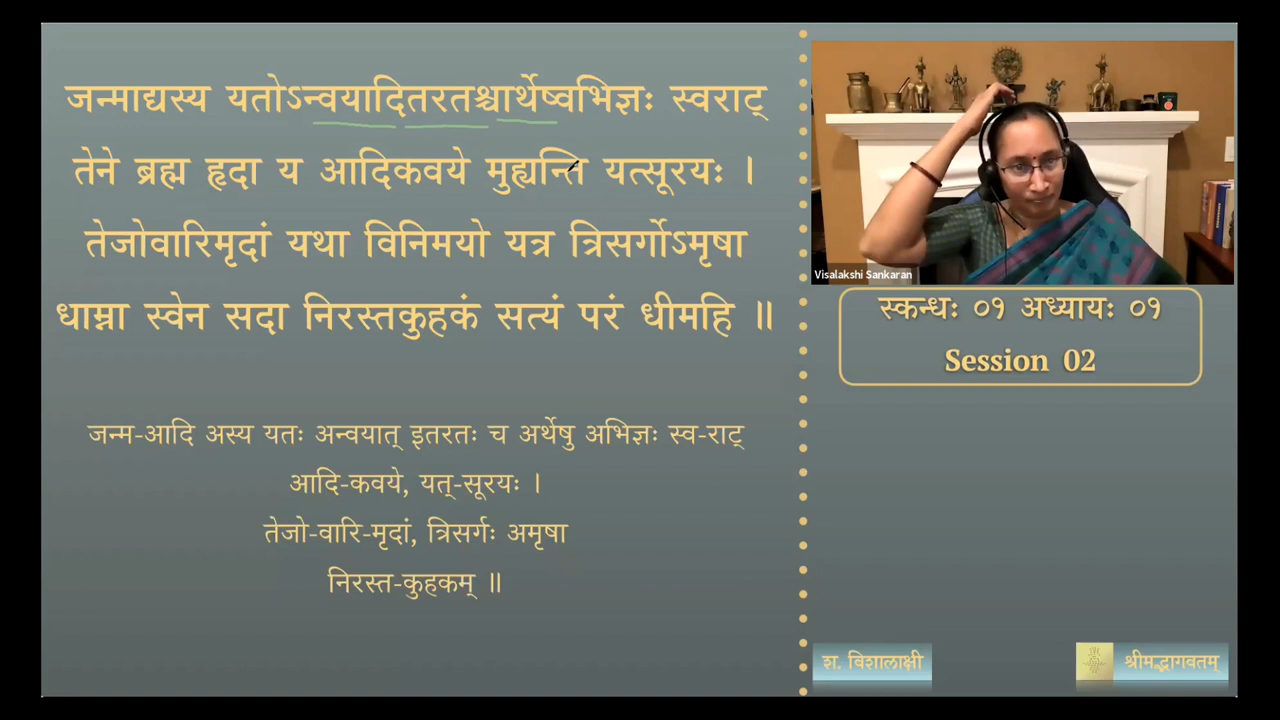 जन्माद्यस्य यतोऽन्वयादितरतश्चार्थेष्वभिज्ञः स्वराट्
तेने ब्रह्म हृदा य आदिकवये मुह्यन्ति यत्सूरयः ।
तेजोवारिमृदां यथा विनिमयो यत्र त्रिसर्गोऽमृषा
धाम्ना स्वेन सदा निरस्तकुहकं सत्यं परं धीमहि ॥
जन्म-आदि अस्य यतः अन्वयात् इतरतः च अर्थेषु अभिज्ञः स्व-राट्
आदि-कवये, यत्-सूरयः ।
तेजो-वारि-मृदां, त्रिसर्गः अमृषा
निरस्त-कुहकम् ॥
Visalakshi Sankaran
स्कन्धः ०१ अध्यायः ०१
Session 02
श. विशालाक्षी
श्रीमद्भागवतम्